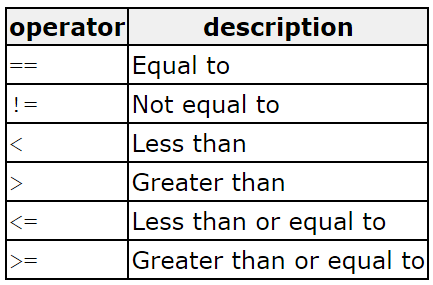 operator description
== Equal to
!= Not equal to
< Less than
> Greater than
<= Less than or equal to
>= Greater than or equal to